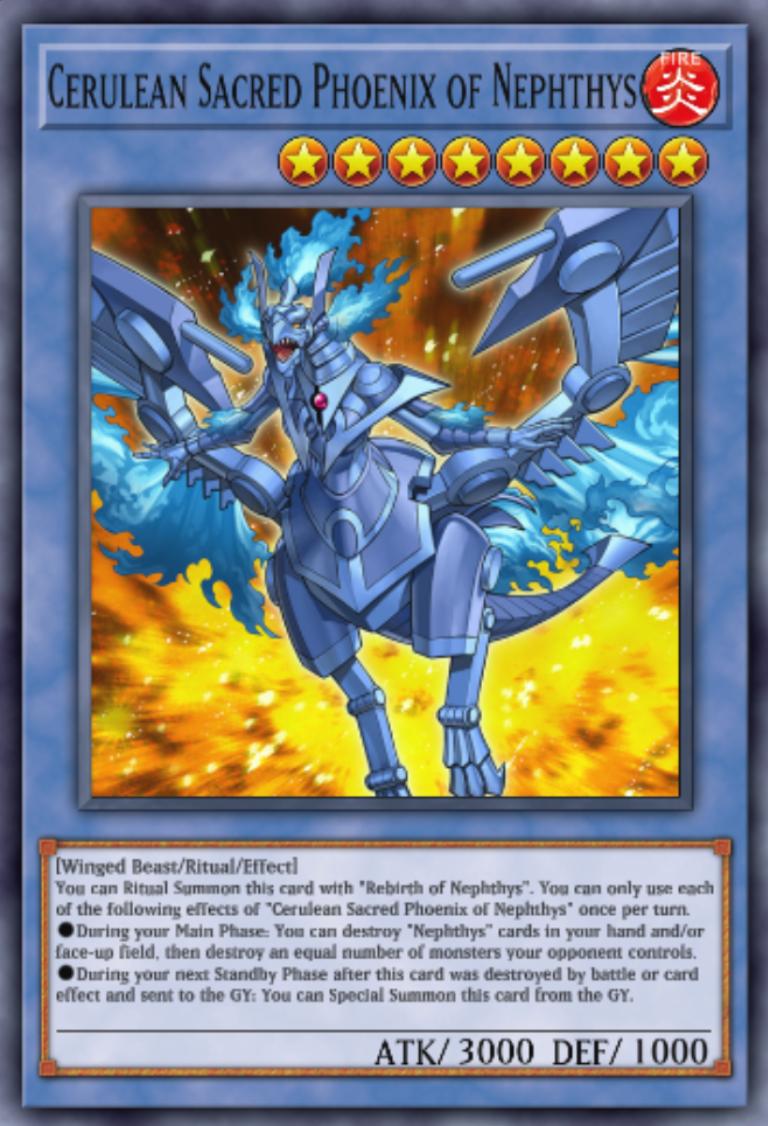 Cerulean Sacred Phoenix of Nephthys
FIRE
炎
[Winged Beast/Ritual/Effect]
You can Ritual Summon this card with "Rebirth of Nephthys". You can only use each
of the following effects of "Cerulean Sacred Phoenix of Nephthys" once per turn.
●During your Main Phase: You can destroy "Nephthys" cards in your hand and/or
face-up field, then destroy an equal number of monsters your opponent controls.
●During your next Standby Phase after this card was destroyed by battle or card
effect and sent to the GY: You can Special Summon this card from the GY.
ATK/ 3000 DEF/ 1000